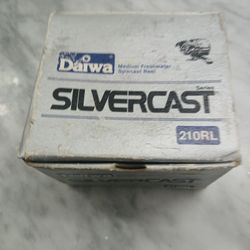 Daiwa
Medium Freshwater
Spincast Reel
Series
SILVERCAST
210RL